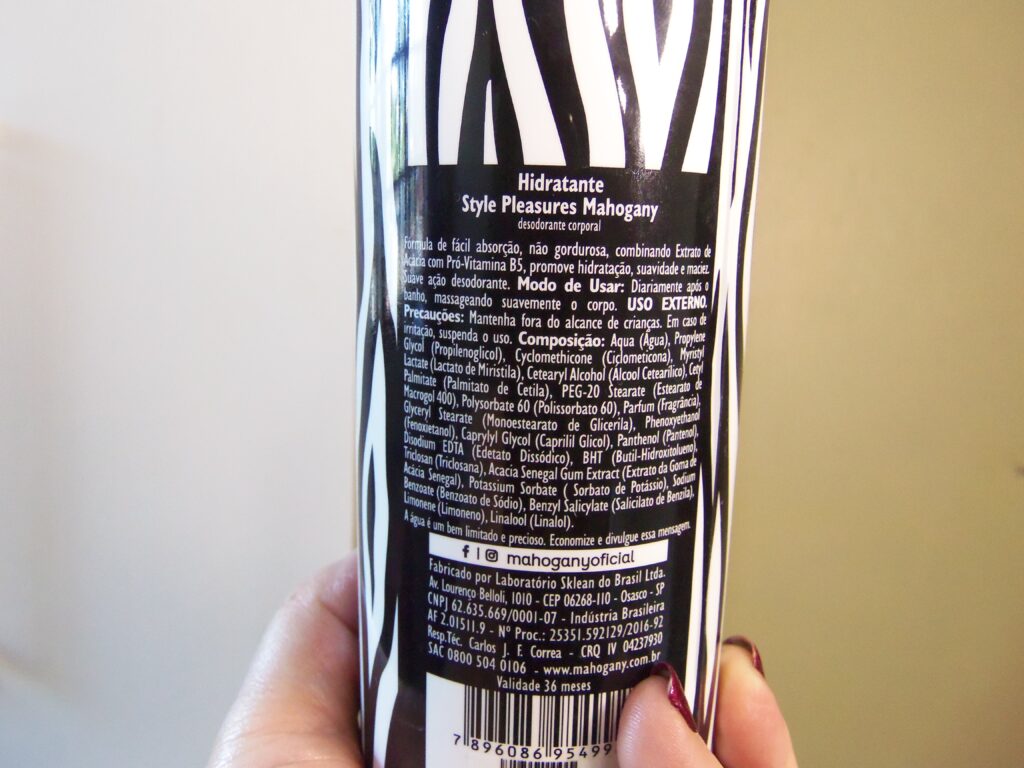 Hidratante
Style Pleasures Mahogany
desodorante corporal
Fórmula de fácil absorção, não gordurosa, combinando Extrato de
Acácia com Pró-Vitamina B5, promove hidratação, suavidade e maciez.
Suave ação desodorante. Modo de Usar: Diariamente após o
banho, massageando suavemente o corpo. USO EXTERNO.
Precauções: Mantenha fora do alcance de crianças. Em caso de
irritação, suspenda o uso. Composição: Aqua (Água), Propylene
Glycol (Propilenoglicol), Cyclomethicone (Ciclometicona), Myristyl
Lactate (Lactato de Miristila), Cetearyl Alcohol (Alcool Cetearílico), Cetyl
Palmitate (Palmitato de Cetila), PEG-20 Stearate (Estearato de
Macrogol 400), Polysorbate 60 (Polissorbato 60), Parfum (Fragrância),
Glyceryl Stearate (Monoestearato de Glicerila), Phenoxyethanol
(Fenoxietanol), Caprylyl Glycol (Caprilil Glicol), Panthenol (Pantenol),
Disodium EDTA (Edetato Dissódico), BHT (Butil-Hidroxitolueno),
Triclosan (Triclosana), Acacia Senegal Gum Extract (Extrato da Goma de
Acácia Senegal), Potassium Sorbate ( Sorbato de Potássio), Sodium
Benzoate (Benzoato de Sódio), Benzyl Salicylate (Salicilato de Benzila),
Limonene (Limoneno), Linalool (Linalol).
A água é um bem limitado e precioso. Economize e divulgue essa mensagem.
f | mahoganyoficial
Fabricado por Laboratório Sklean do Brasil Ltda.
Av. Lourenço Belloli, 1010 - CEP 06268-110 - Osasco - SP
CNPJ 62.635.669/0001-07 - Indústria Brasileira
AF 2.01511.9 - Nº Proc.: 25351.592129/2016-92
Resp.Téc. Carlos J. F. Correa - CRQ IV 04237930
SAC 0800 504 0106 - www.mahogany.com.br
Validade 36 meses
7 896086 95499